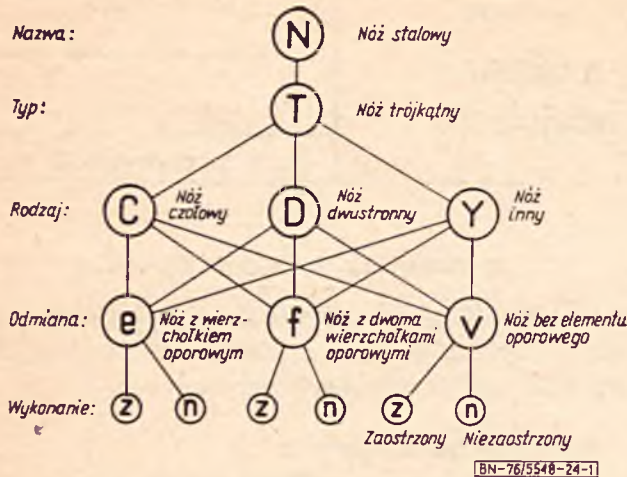 Nazwa: N Nóż stalowy
Typ: T Nóż trójkątny
Rodzaj: C Nóż czołowy D Nóż dwustronny Y Nóż inny
Odmiana: e Nóż z wierz-
chołkiem
oporowym
f Nóż z dwoma
wierzchołkami
oporowymi
v Nóż bez elementu
oporowego
Wykonanie: z n z n z n
Zaostrzony Niezaostrzony
BN-76/5548-24-1